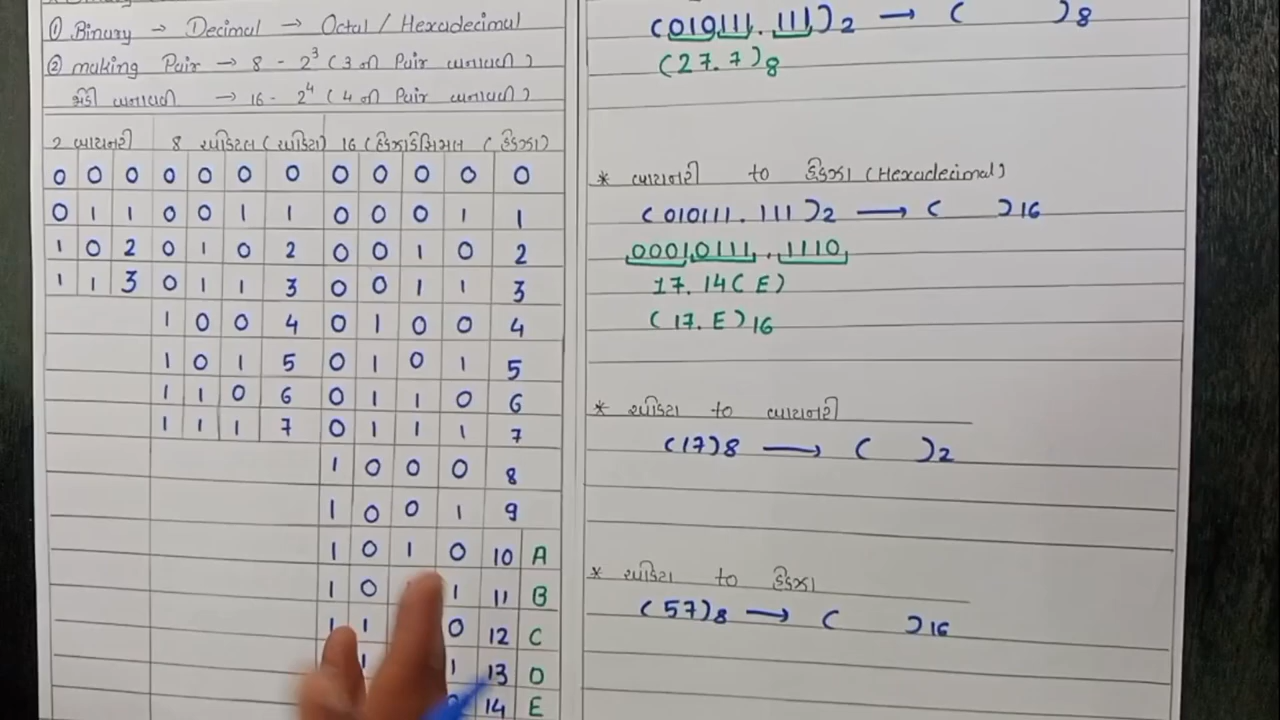 ① Binary → Decimal → Octal / Hexadecimal
② making Pair → 8 - 2³ (3 ની Pair બનાવવી)
બનાવવી → 16 - 2⁴ (4 ની Pair બનાવવી)
2 બાયનરી 8 ઓક્ટલ (ઓક્ટા) 16 (હેક્ઝાડેસિમલ (હેક્ઝા)
0 0 0 0 0 0 0 0 0 0 0 0
0 1 1 0 0 1 1 0 0 0 1 1
1 0 2 0 1 0 2 0 0 1 0 2
1 1 3 0 1 1 3 0 0 1 1 3
1 0 0 4 0 1 0 0 4
1 0 1 5 0 1 0 1 5
1 1 0 6 0 1 1 0 6
1 1 1 7 0 1 1 1 7
1 0 0 0 8
1 0 0 1 9
1 0 1 0 10 A
1 0 1 11 B
1 1 0 12 C
1 1 13 D
14 E
(010111.111)2 → ( )8
(27.7)8
* બાયનરી to હેક્ઝા (Hexadecimal)
(010111.111)2 → ( )16
00010111.1110
17.14(E)
(17.E)16
* ઓક્ટા to બાયનરી
(17)8 → ( )2
* ઓક્ટા to હેક્ઝા
(57)8 → ( )16